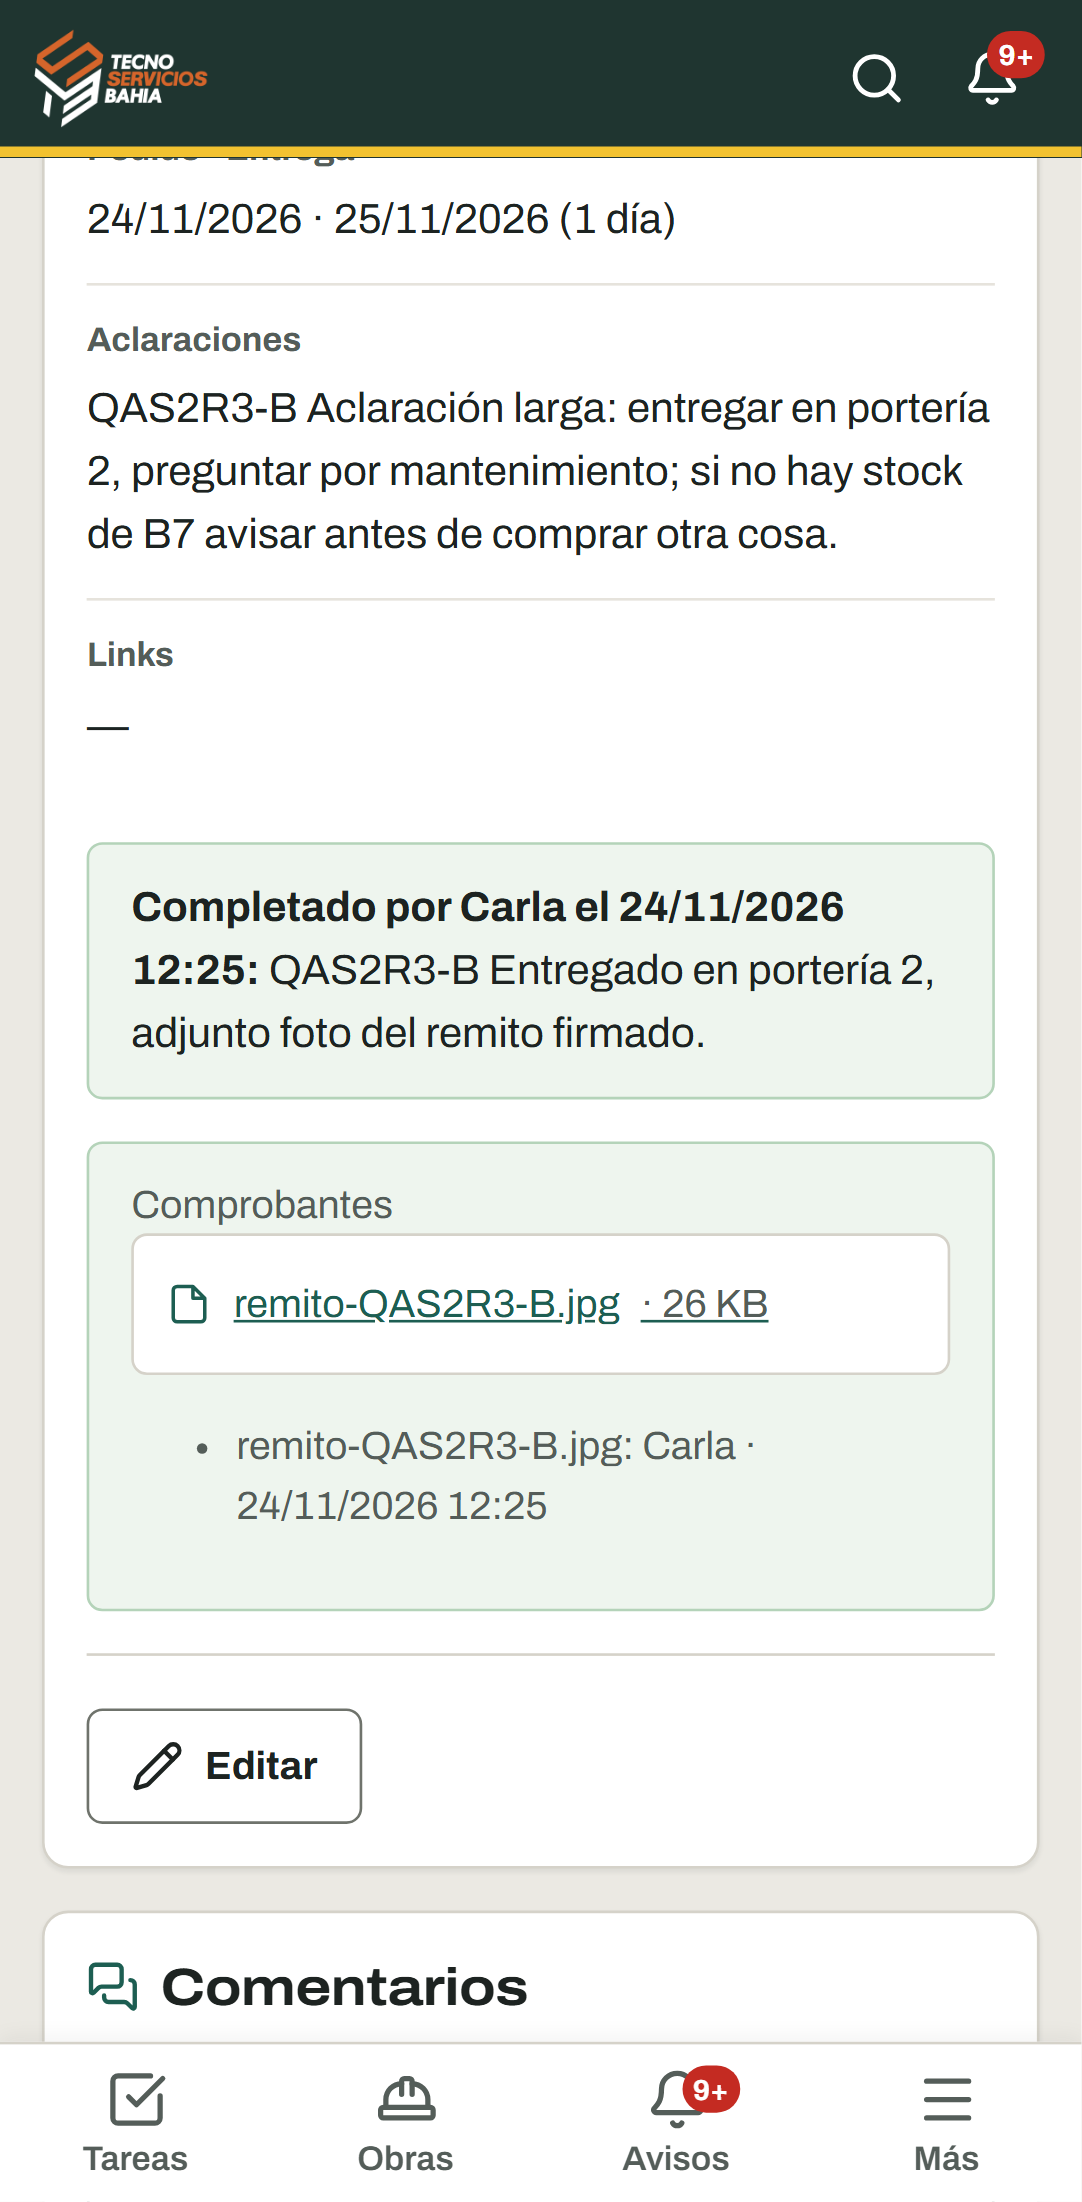 TECNO
SERVICIOS
BAHIA
9+
Pedido · Entrega
24/11/2026 · 25/11/2026 (1 día)
Aclaraciones
QAS2R3-B Aclaración larga: entregar en portería
2, preguntar por mantenimiento; si no hay stock
de B7 avisar antes de comprar otra cosa.
Links
—
Completado por Carla el 24/11/2026
12:25: QAS2R3-B Entregado en portería 2,
adjunto foto del remito firmado.
Comprobantes
remito-QAS2R3-B.jpg · 26 KB
• remito-QAS2R3-B.jpg: Carla ·
24/11/2026 12:25
Editar
Comentarios
9+
Tareas
Obras
Avisos
Más